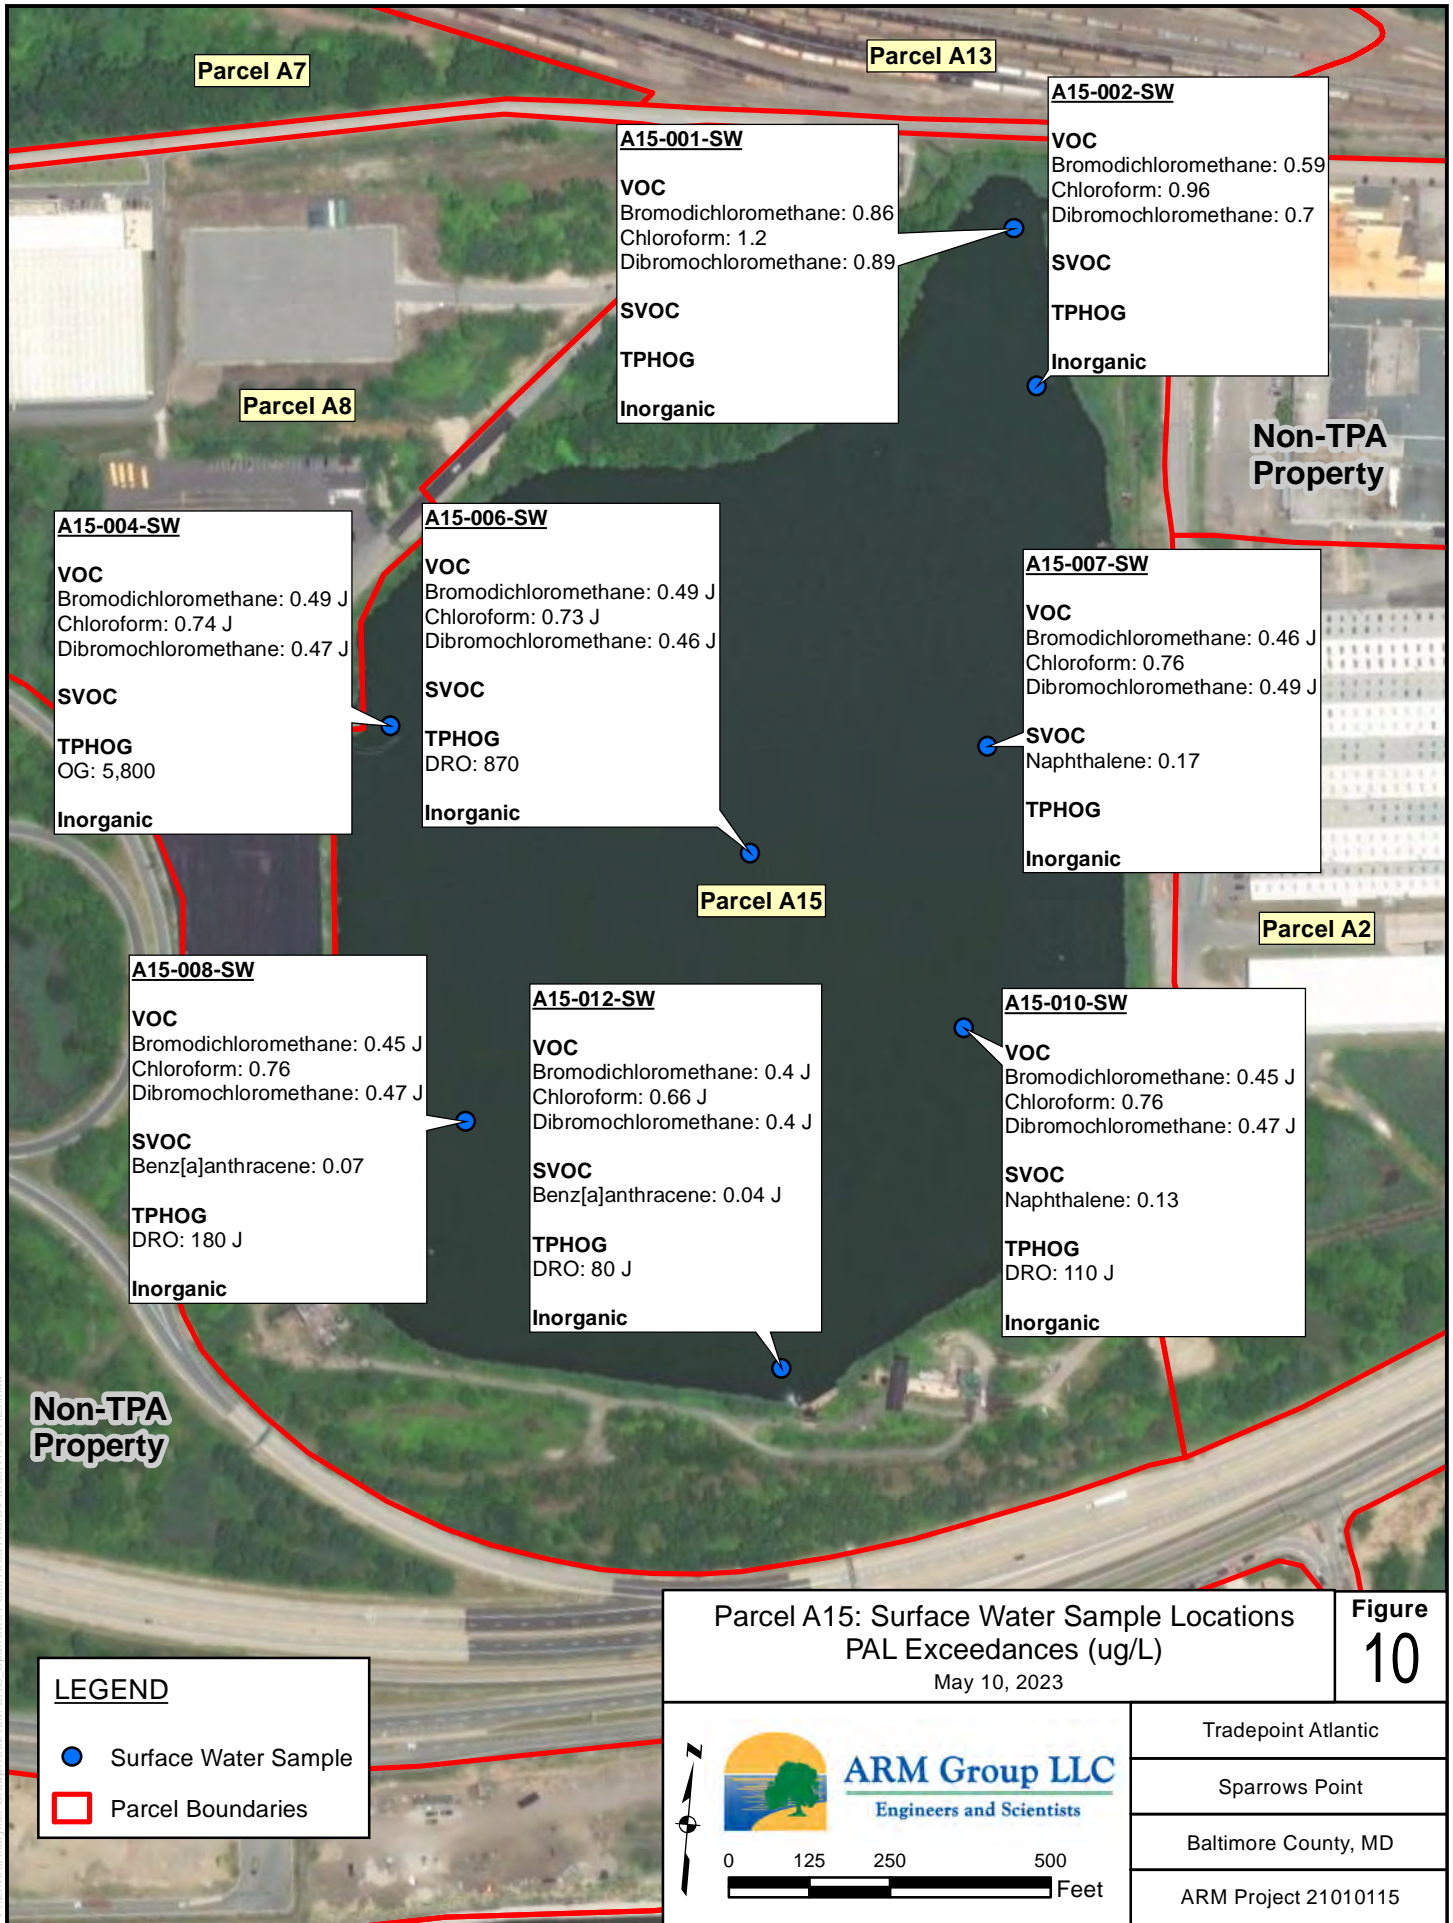 Parcel A7
Parcel A13
A15-002-SW
VOC
Bromodichloromethane: 0.59
Chloroform: 0.96
Dibromochloromethane: 0.7
SVOC
TPHOG
Inorganic
A15-001-SW
VOC
Bromodichloromethane: 0.86
Chloroform: 1.2
Dibromochloromethane: 0.89
SVOC
TPHOG
Inorganic
Parcel A8
Non-TPA
Property
A15-004-SW
VOC
Bromodichloromethane: 0.49 J
Chloroform: 0.74 J
Dibromochloromethane: 0.47 J
SVOC
TPHOG
OG: 5,800
Inorganic
A15-006-SW
VOC
Bromodichloromethane: 0.49 J
Chloroform: 0.73 J
Dibromochloromethane: 0.46 J
SVOC
TPHOG
DRO: 870
Inorganic
A15-007-SW
VOC
Bromodichloromethane: 0.46 J
Chloroform: 0.76
Dibromochloromethane: 0.49 J
SVOC
Naphthalene: 0.17
TPHOG
Inorganic
Parcel A15
Parcel A2
A15-008-SW
VOC
Bromodichloromethane: 0.45 J
Chloroform: 0.76
Dibromochloromethane: 0.47 J
SVOC
Benz[a]anthracene: 0.07
TPHOG
DRO: 180 J
Inorganic
A15-012-SW
VOC
Bromodichloromethane: 0.4 J
Chloroform: 0.66 J
Dibromochloromethane: 0.4 J
SVOC
Benz[a]anthracene: 0.04 J
TPHOG
DRO: 80 J
Inorganic
A15-010-SW
VOC
Bromodichloromethane: 0.45 J
Chloroform: 0.76
Dibromochloromethane: 0.47 J
SVOC
Naphthalene: 0.13
TPHOG
DRO: 110 J
Inorganic
Non-TPA
Property
LEGEND
Surface Water Sample
Parcel Boundaries
Parcel A15: Surface Water Sample Locations
PAL Exceedances (ug/L)
May 10, 2023
Figure
10
Z
ARM Group LLC
Engineers and Scientists
0 125 250 500
Feet
Tradepoint Atlantic
Sparrows Point
Baltimore County, MD
ARM Project 21010115